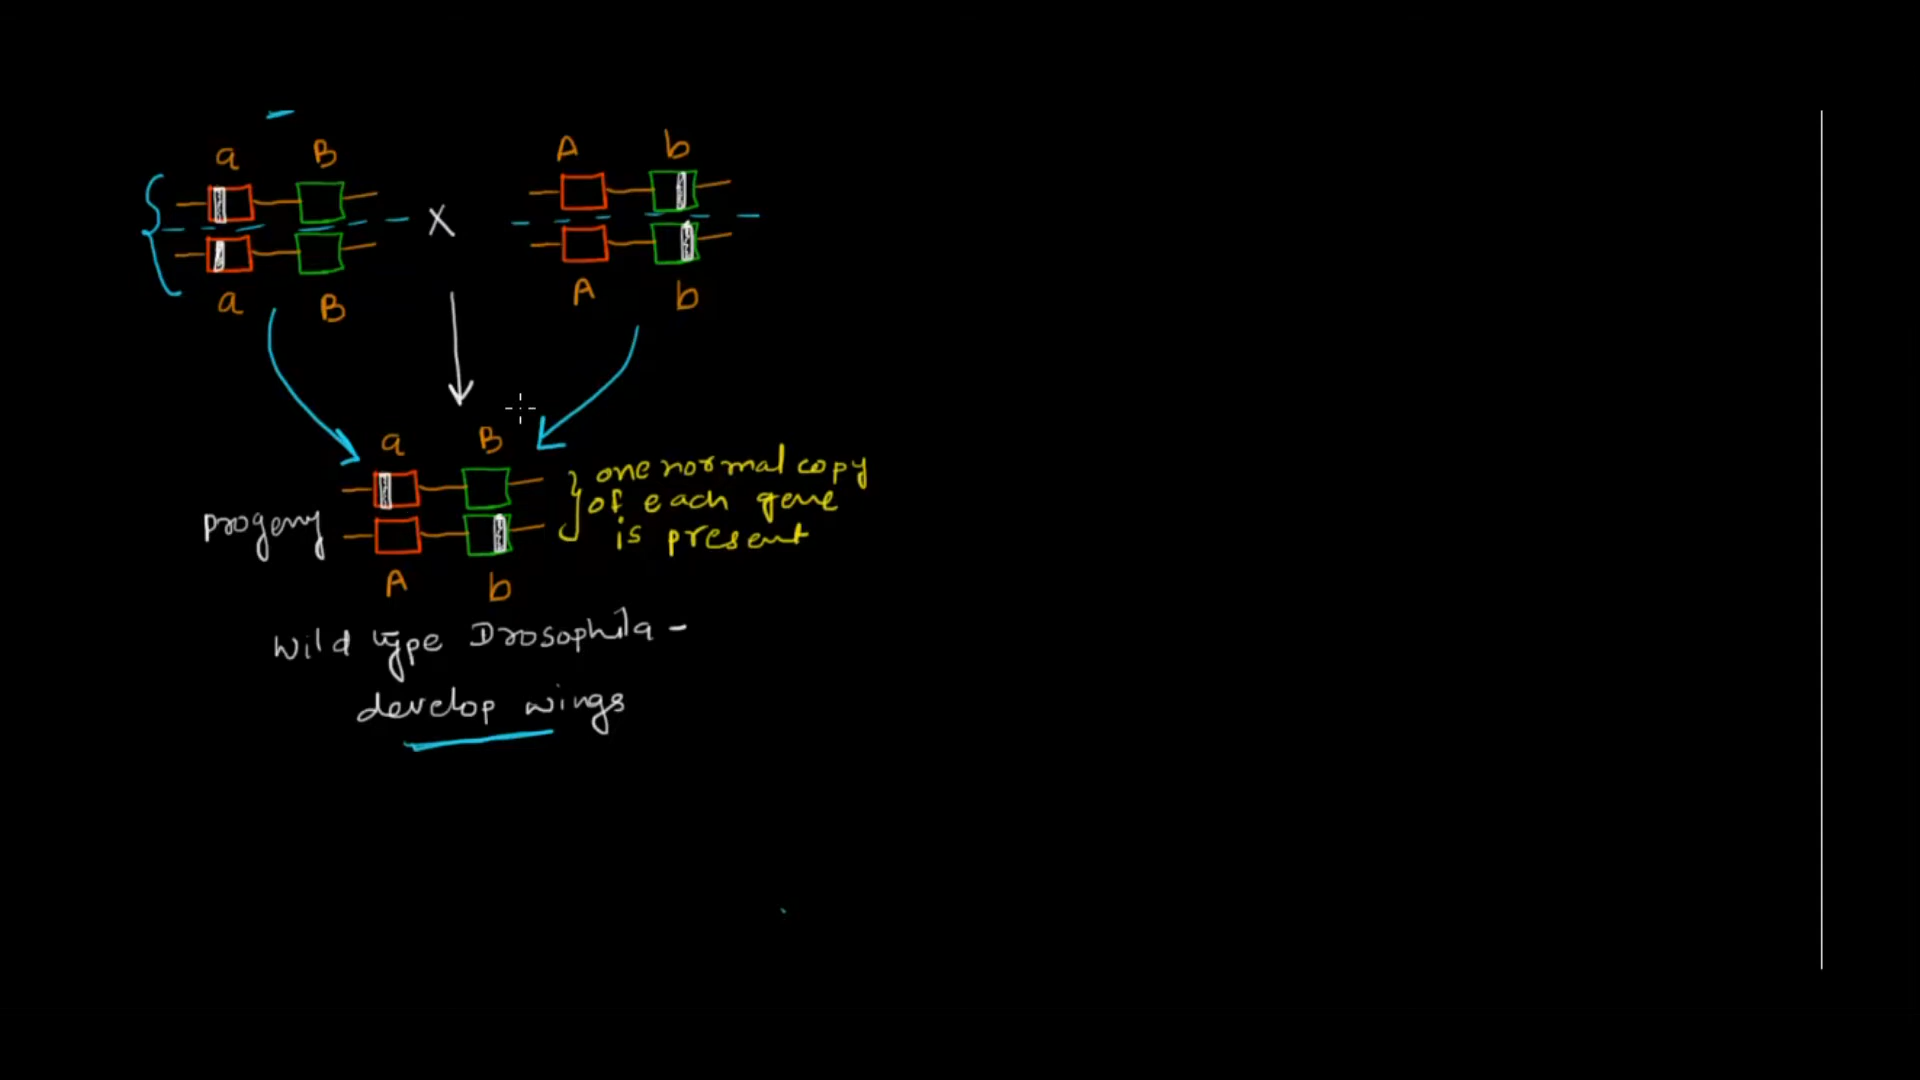 a B
A b
X
a B
A b
a B
one normal copy
of each gene
is present
progeny
A b
Wild type Drosophila -
develop wings